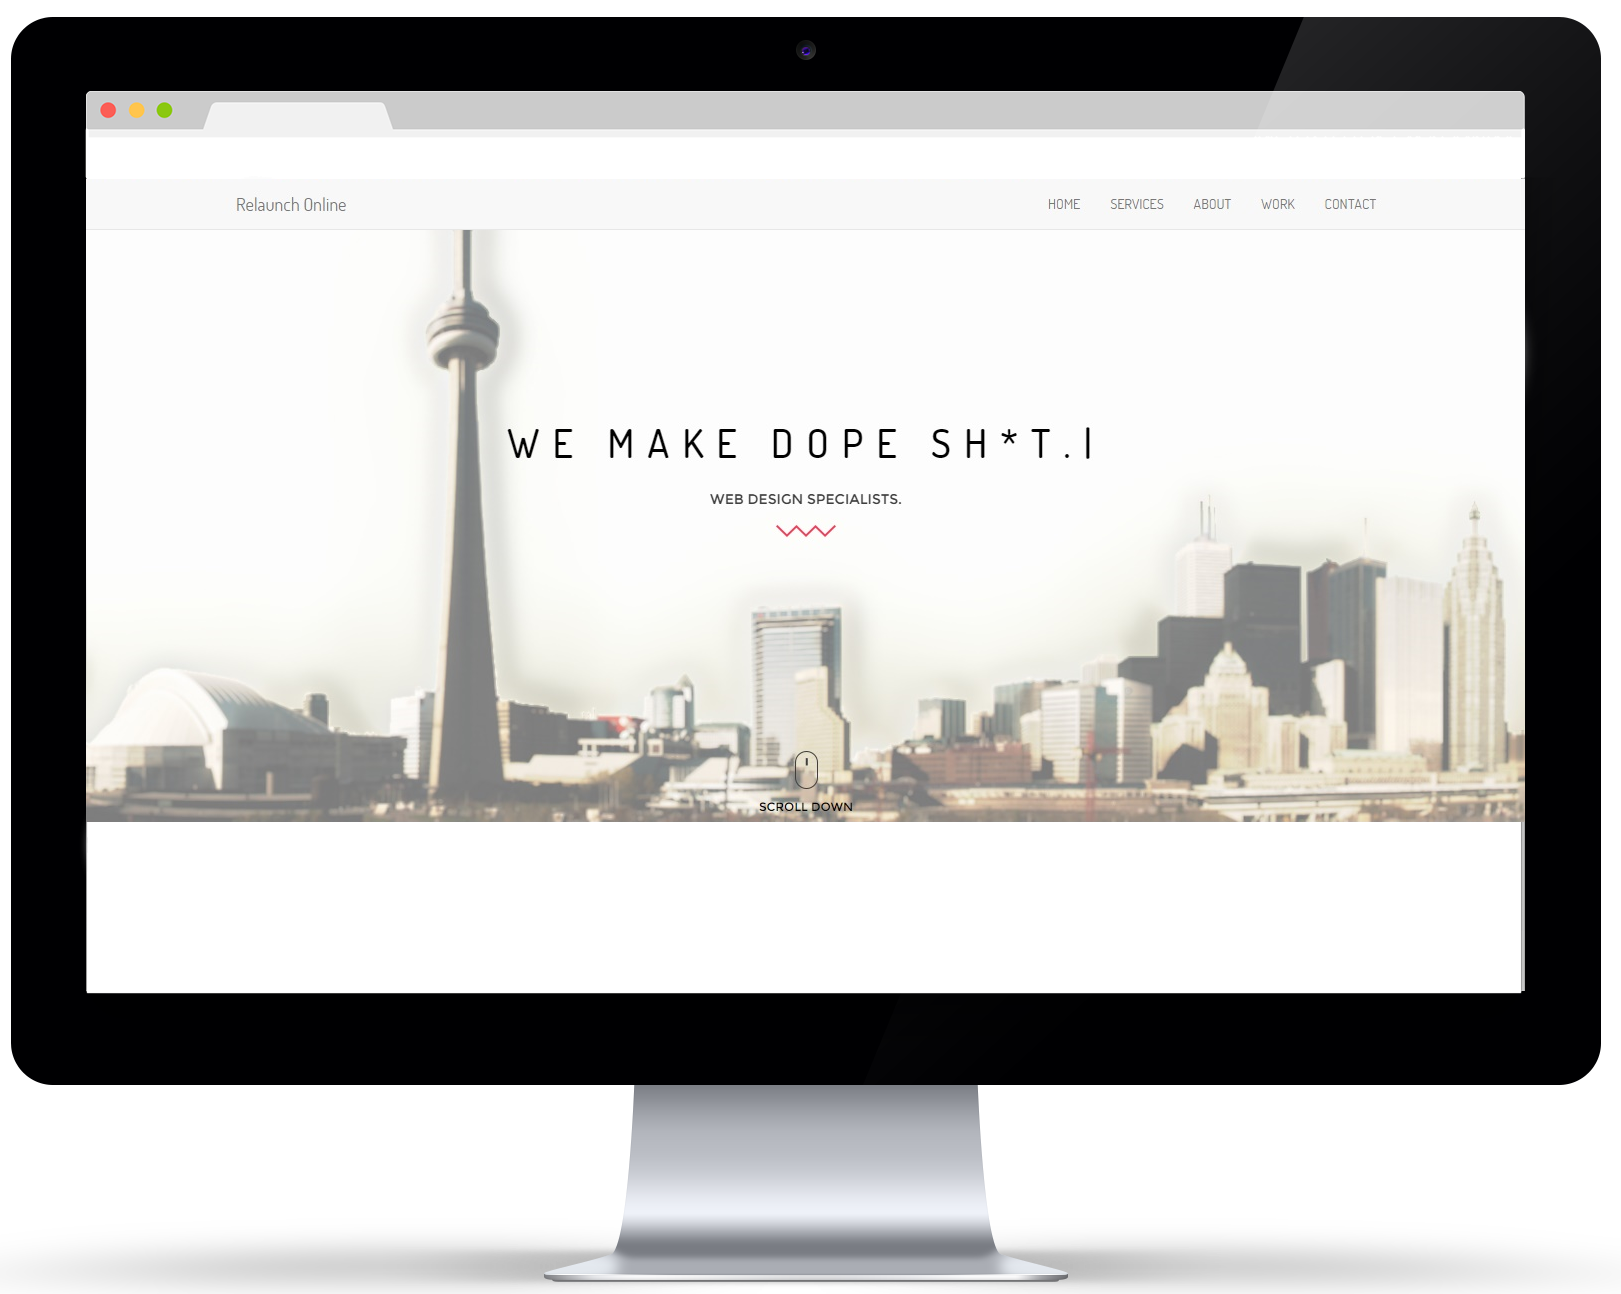 Relaunch Online
HOME SERVICES ABOUT WORK CONTACT
WE MAKE DOPE SH*T.|
WEB DESIGN SPECIALISTS.
SCROLL DOWN